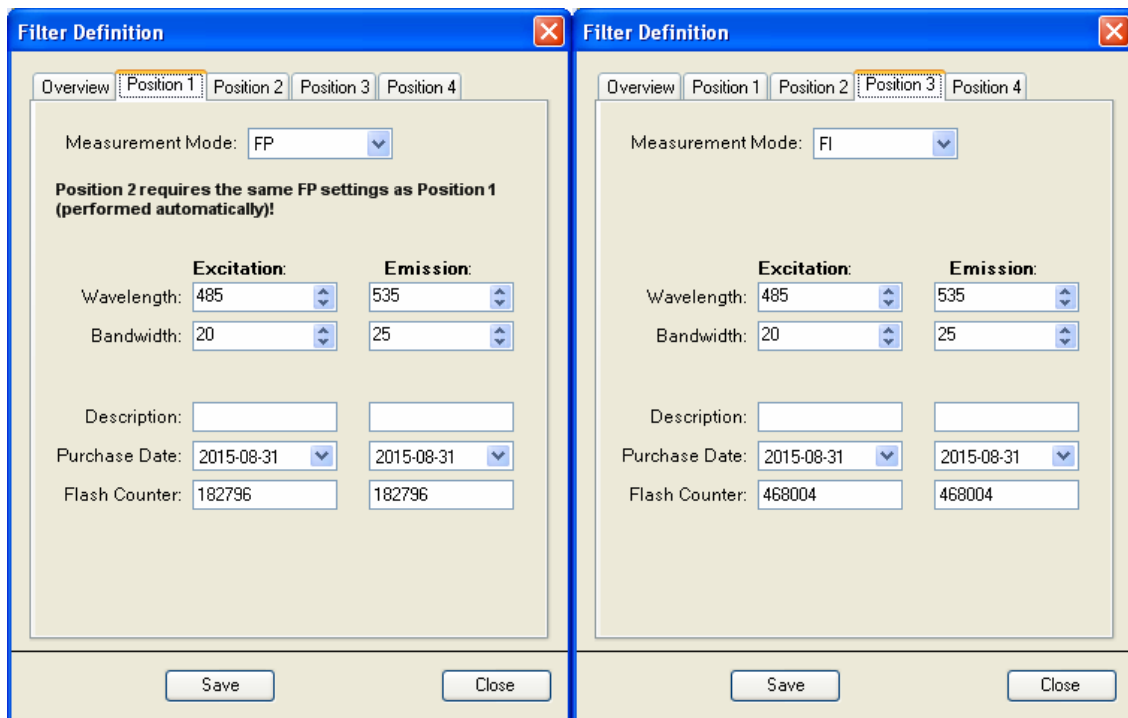 Filter Definition
Overview Position 1 Position 2 Position 3 Position 4
Measurement Mode: FP
Position 2 requires the same FP settings as Position 1
(performed automatically)!
Excitation: Emission:
Wavelength: 485 535
Bandwidth: 20 25
Description:
Purchase Date: 2015-08-31 2015-08-31
Flash Counter: 182796 182796
Save Close
Filter Definition
Overview Position 1 Position 2 Position 3 Position 4
Measurement Mode: FI
Excitation: Emission:
Wavelength: 485 535
Bandwidth: 20 25
Description:
Purchase Date: 2015-08-31 2015-08-31
Flash Counter: 468004 468004
Save Close